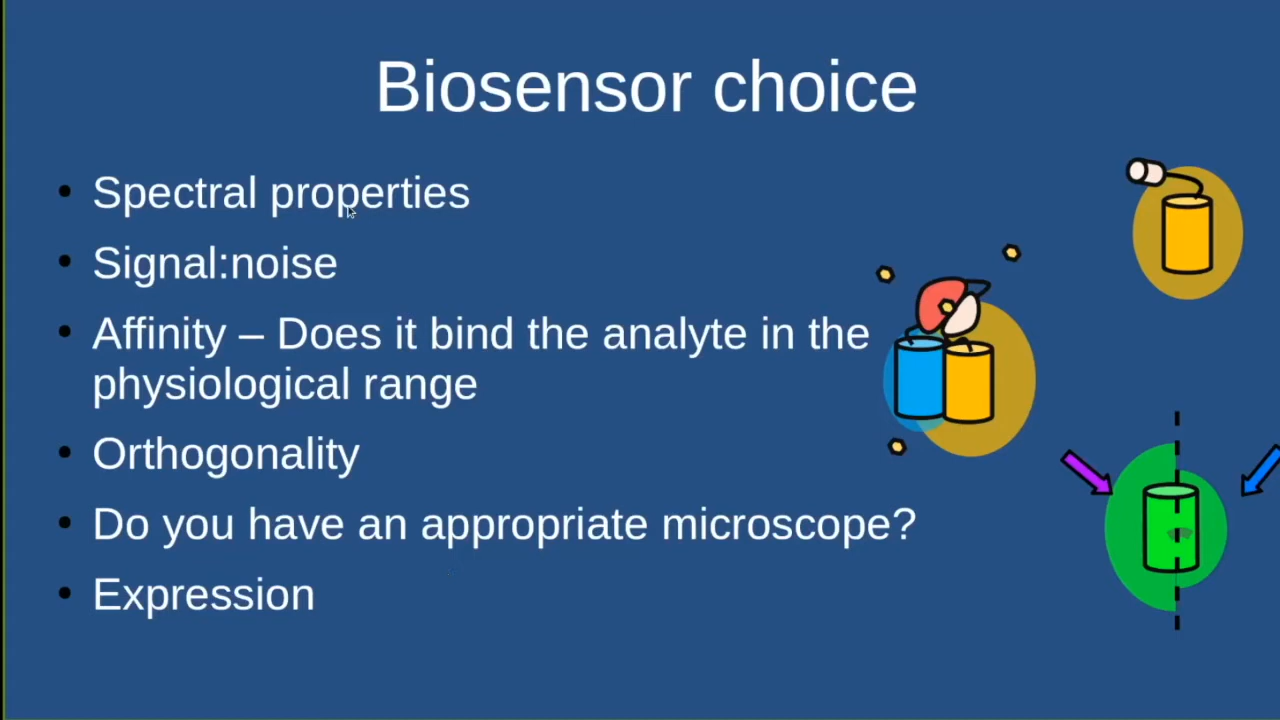 Biosensor choice
• Spectral properties
• Signal:noise
• Affinity – Does it bind the analyte in the
physiological range
• Orthogonality
• Do you have an appropriate microscope?
• Expression